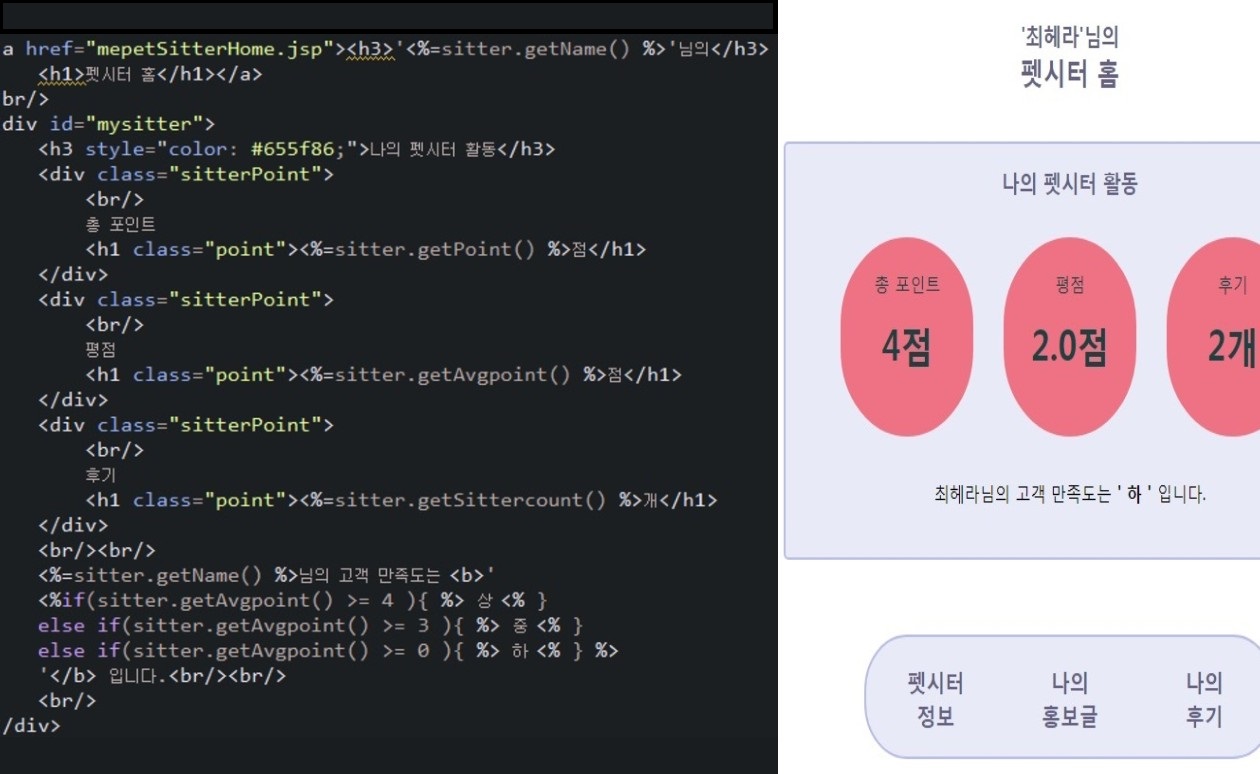 a href="mepetSitterHome.jsp"><h3>'<%=sitter.getName() %>'님의</h3>
<h1>펫시터 홈</h1></a>
br/>
div id="mysitter">
<h3 style="color: #655f86;">나의 펫시터 활동</h3>
<div class="sitterPoint">
<br/>
총 포인트
<h1 class="point"><%=sitter.getPoint() %>점</h1>
</div>
<div class="sitterPoint">
<br/>
평점
<h1 class="point"><%=sitter.getAvgpoint() %>점</h1>
</div>
<div class="sitterPoint">
<br/>
후기
<h1 class="point"><%=sitter.getSittercount() %>개</h1>
</div>
<br/><br/>
<%=sitter.getName() %>님의 고객 만족도는 <b>'
<%if(sitter.getAvgpoint() >= 4 ){ %> 상 <% }
else if(sitter.getAvgpoint() >= 3 ){ %> 중 <% }
else if(sitter.getAvgpoint() >= 0 ){ %> 하 <% } %>
'</b> 입니다.<br/><br/>
<br/>
/div>
'최헤라'님의
펫시터 홈
나의 펫시터 활동
총 포인트
4점
평점
2.0점
후기
2개
최헤라님의 고객 만족도는 ' 하 ' 입니다.
펫시터
정보
나의
홍보글
나의
후기